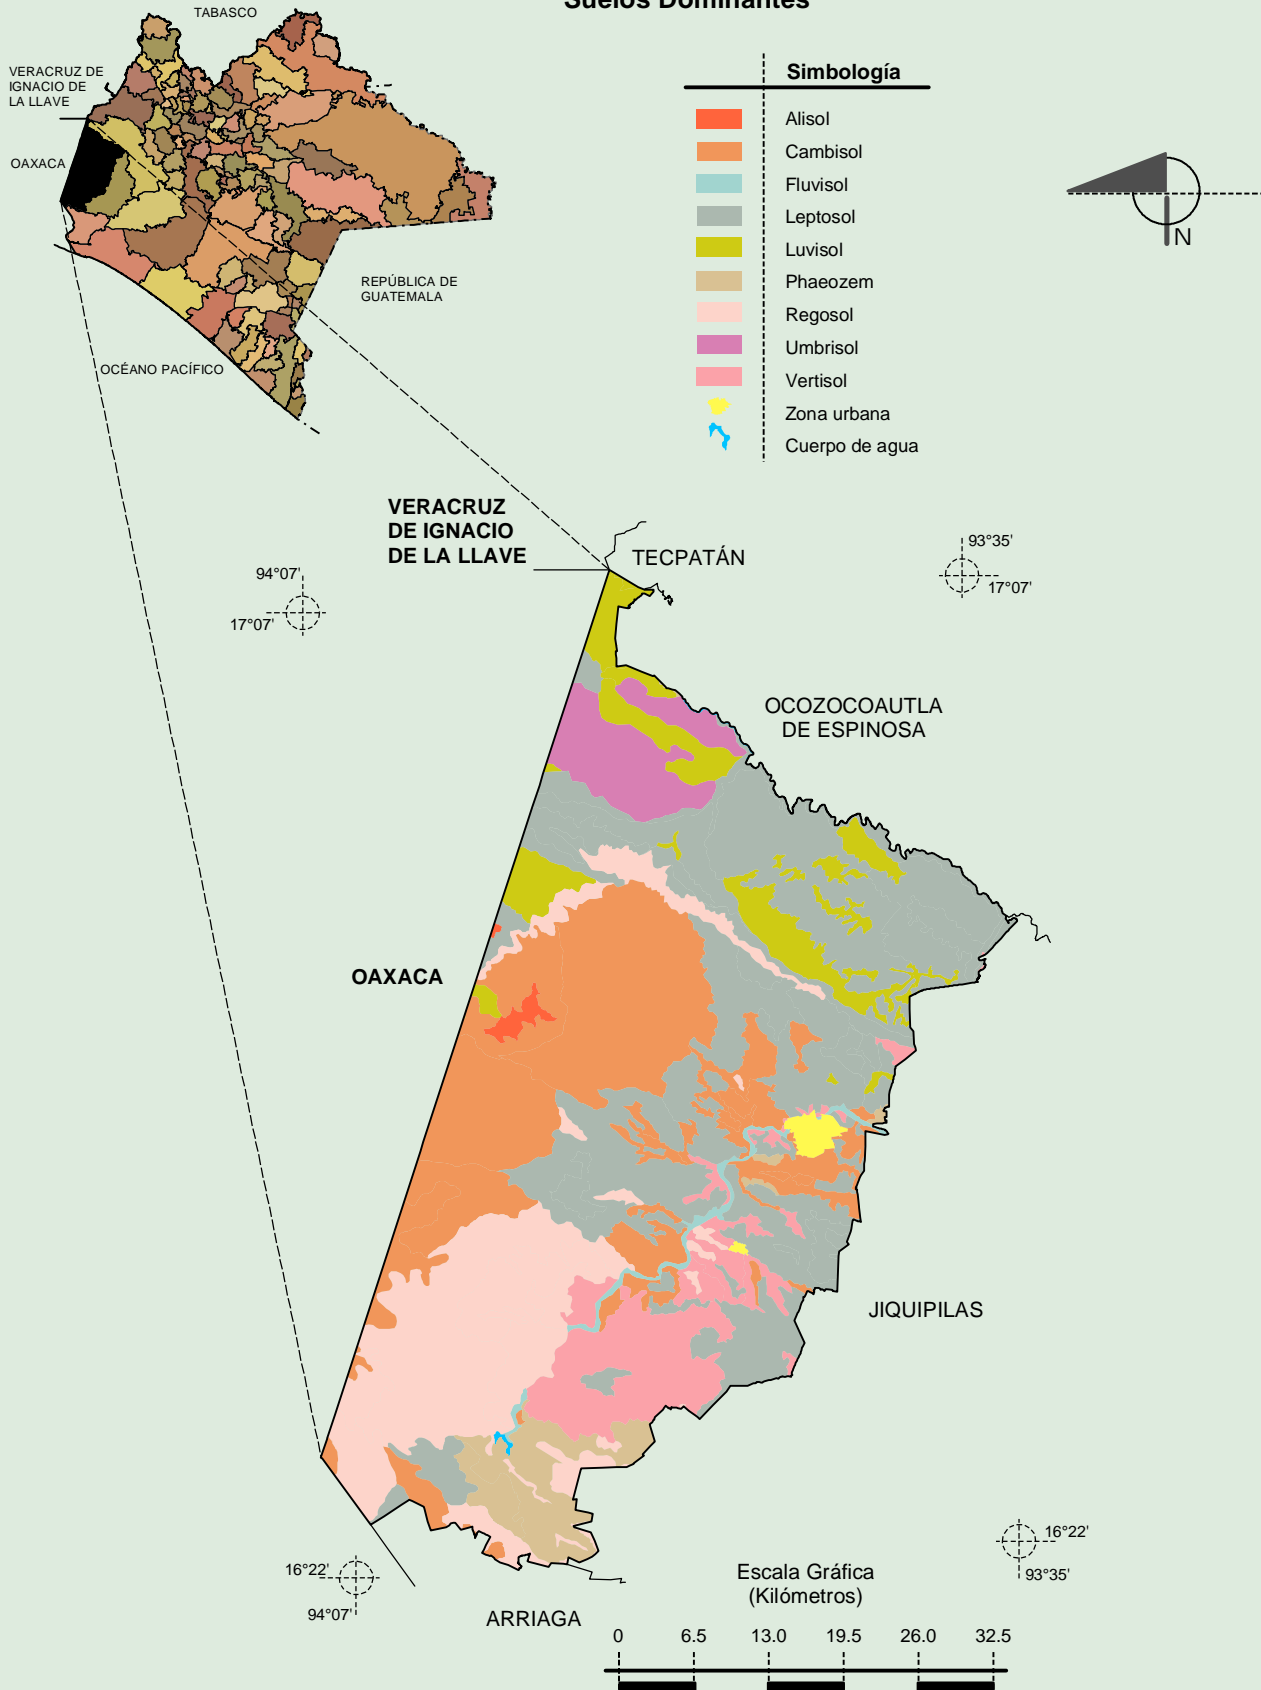 Suelos Dominantes
TABASCO
VERACRUZ DE
IGNACIO DE
LA LLAVE
OAXACA
REPÚBLICA DE
GUATEMALA
OCÉANO PACÍFICO
Simbología
Alisol
Cambisol
Fluvisol
Leptosol
Luvisol
Phaeozem
Regosol
Umbrisol
Vertisol
Zona urbana
Cuerpo de agua
N
VERACRUZ
DE IGNACIO
DE LA LLAVE
TECPATÁN
94°07'
17°07'
93°35'
17°07'
OCOZOCOAUTLA
DE ESPINOSA
OAXACA
JIQUIPILAS
ARRIAGA
16°22'
94°07'
16°22'
93°35'
Escala Gráfica
(Kilómetros)
0 6.5 13.0 19.5 26.0 32.5